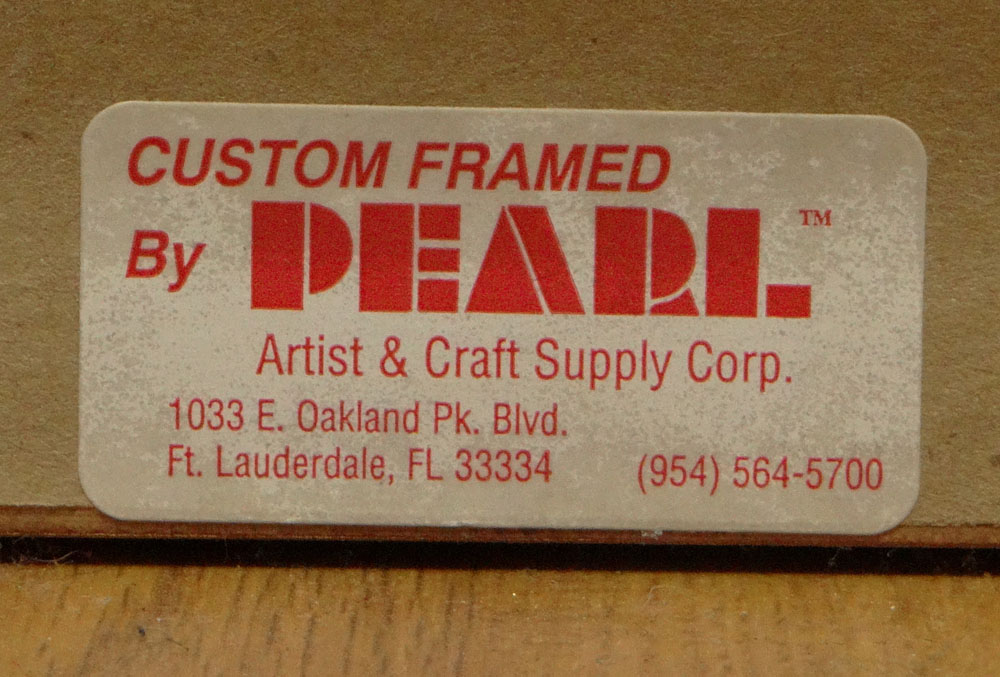 CUSTOM FRAMED
By PEARL™
Artist & Craft Supply Corp.
1033 E. Oakland Pk. Blvd.
Ft. Lauderdale, FL 33334 (954) 564-5700